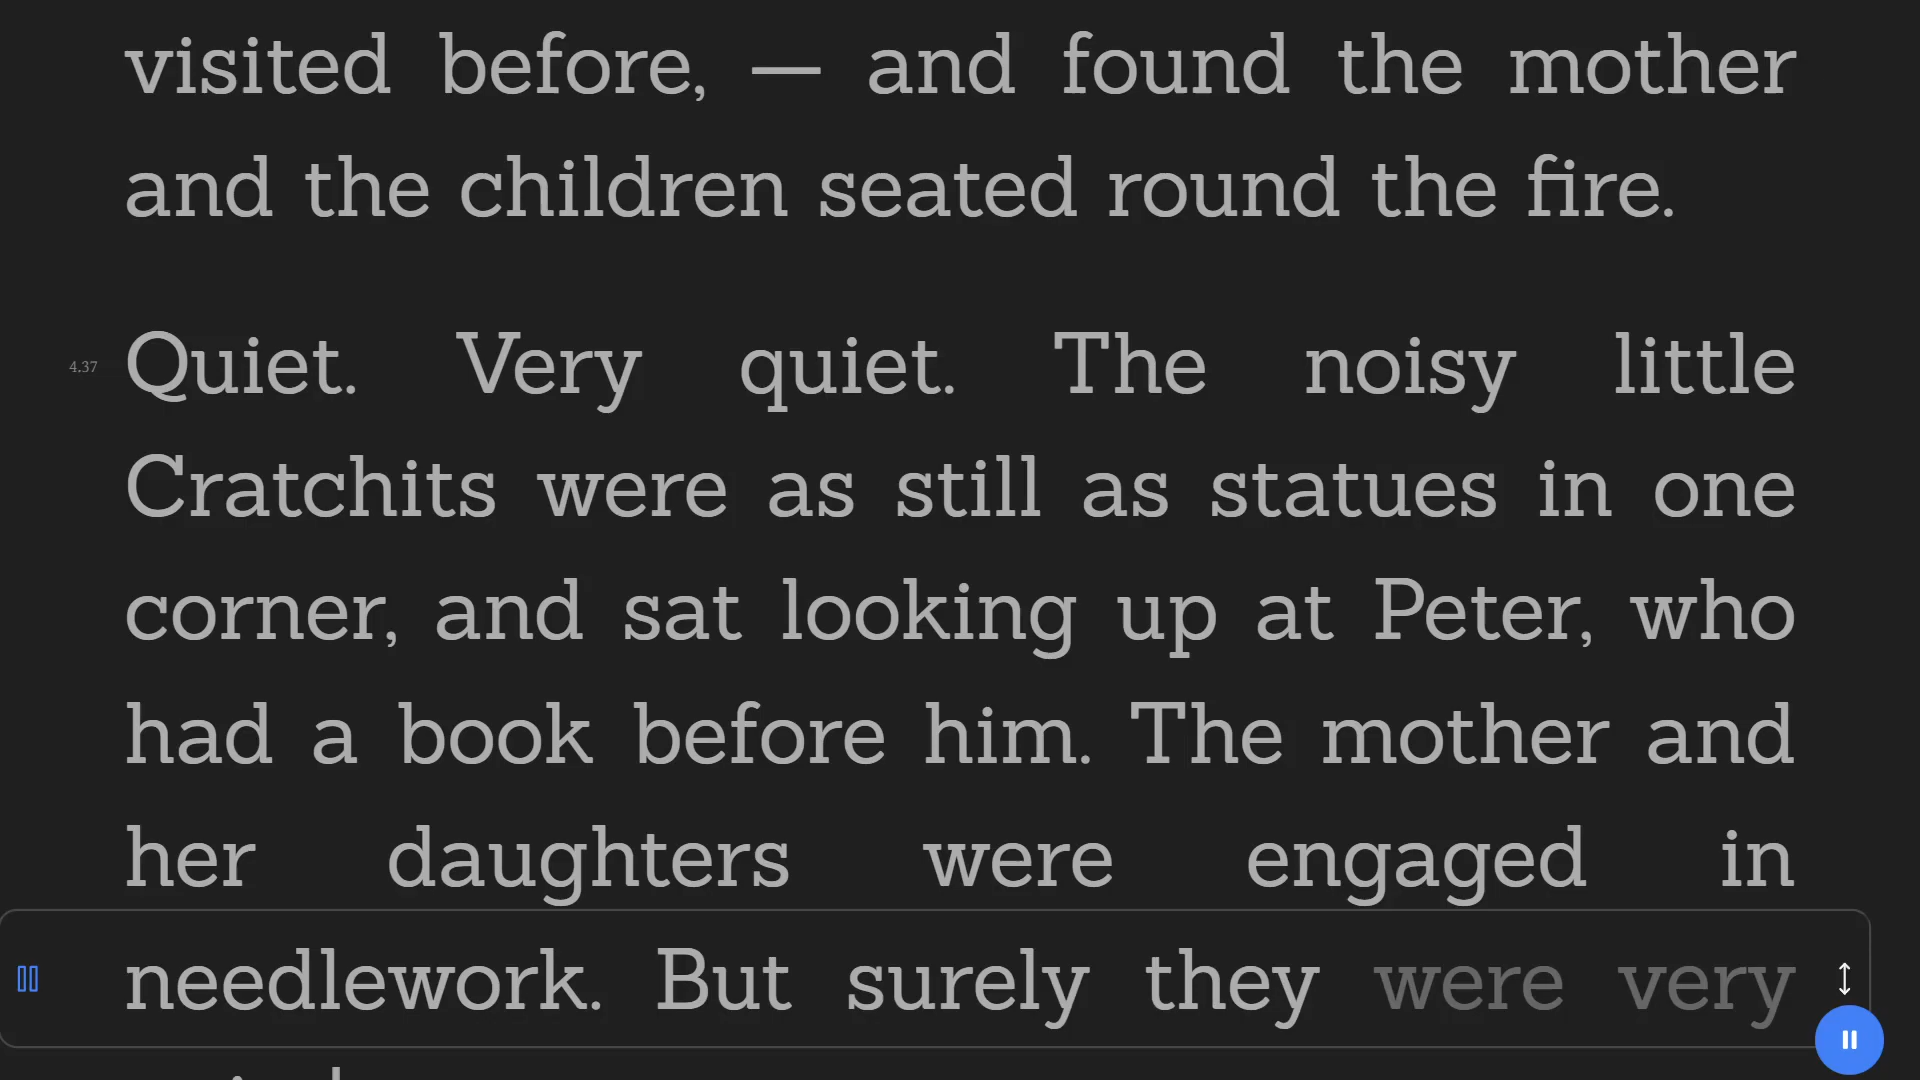 visited before, — and found the mother
and the children seated round the fire.
4.37
Quiet. Very quiet. The noisy little
Cratchits were as still as statues in one
corner, and sat looking up at Peter, who
had a book before him. The mother and
her daughters were engaged in
needlework. But surely they were very